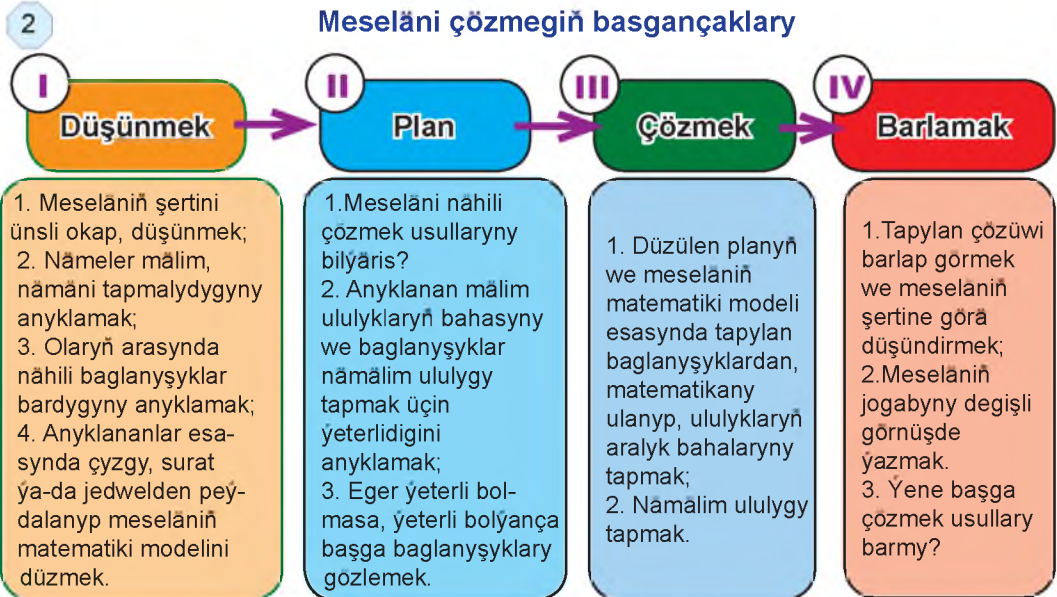 2
Meseläni çözmegiň basgançaklary
I
Düşünmek
II
Plan
III
Çözmek
IV
Barlamak
1. Meseläniň şertini
ünsli okap, düşünmek;
2. Nämeler mälim,
nämäni tapmalydygyny
anyklamak;
3. Olaryň arasynda
nähili baglanyşyklar
bardygyny anyklamak;
4. Anyklananlar esa-
synda çyzgy, surat
ýa-da jedwelden peý-
dalanyp meseläniň
matematiki modelini
düzmek.
1.Meseläni nähili
çözmek usullaryny
bilýäris?
2. Anyklanan mälim
ululyklaryň bahasyny
we baglanyşyklar
nämälim ululygy
tapmak üçin
ýeterlidigini
anyklamak;
3. Eger ýeterli bol-
masa, ýeterli bolýança
başga baglanyşyklary
gözlemek.
1. Düzülen planyň
we meseläniň
matematiki modeli
esasynda tapylan
baglanyşyklardan,
matematikany
ulanyp, ululyklaryň
aralyk bahalaryny
tapmak;
2. Nämälim ululygy
tapmak.
1.Tapylan çözüwi
barlap görmek
we meseläniň
şertine görä
düşündirmek;
2.Meseläniň
jogabyny degişli
görnüşde
ýazmak.
3. Ýene başga
çözmek usullary
barmy?